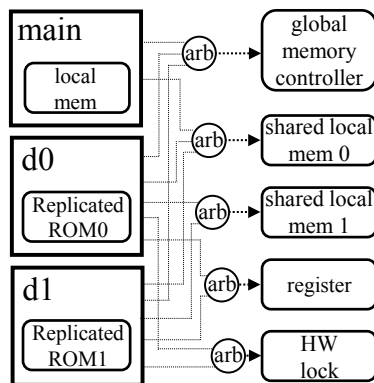 main
local
mem
d0
Replicated
ROM0
d1
Replicated
ROM1
arb
arb
arb
arb
arb
global
memory
controller
shared local
mem 0
shared local
mem 1
register
HW
lock